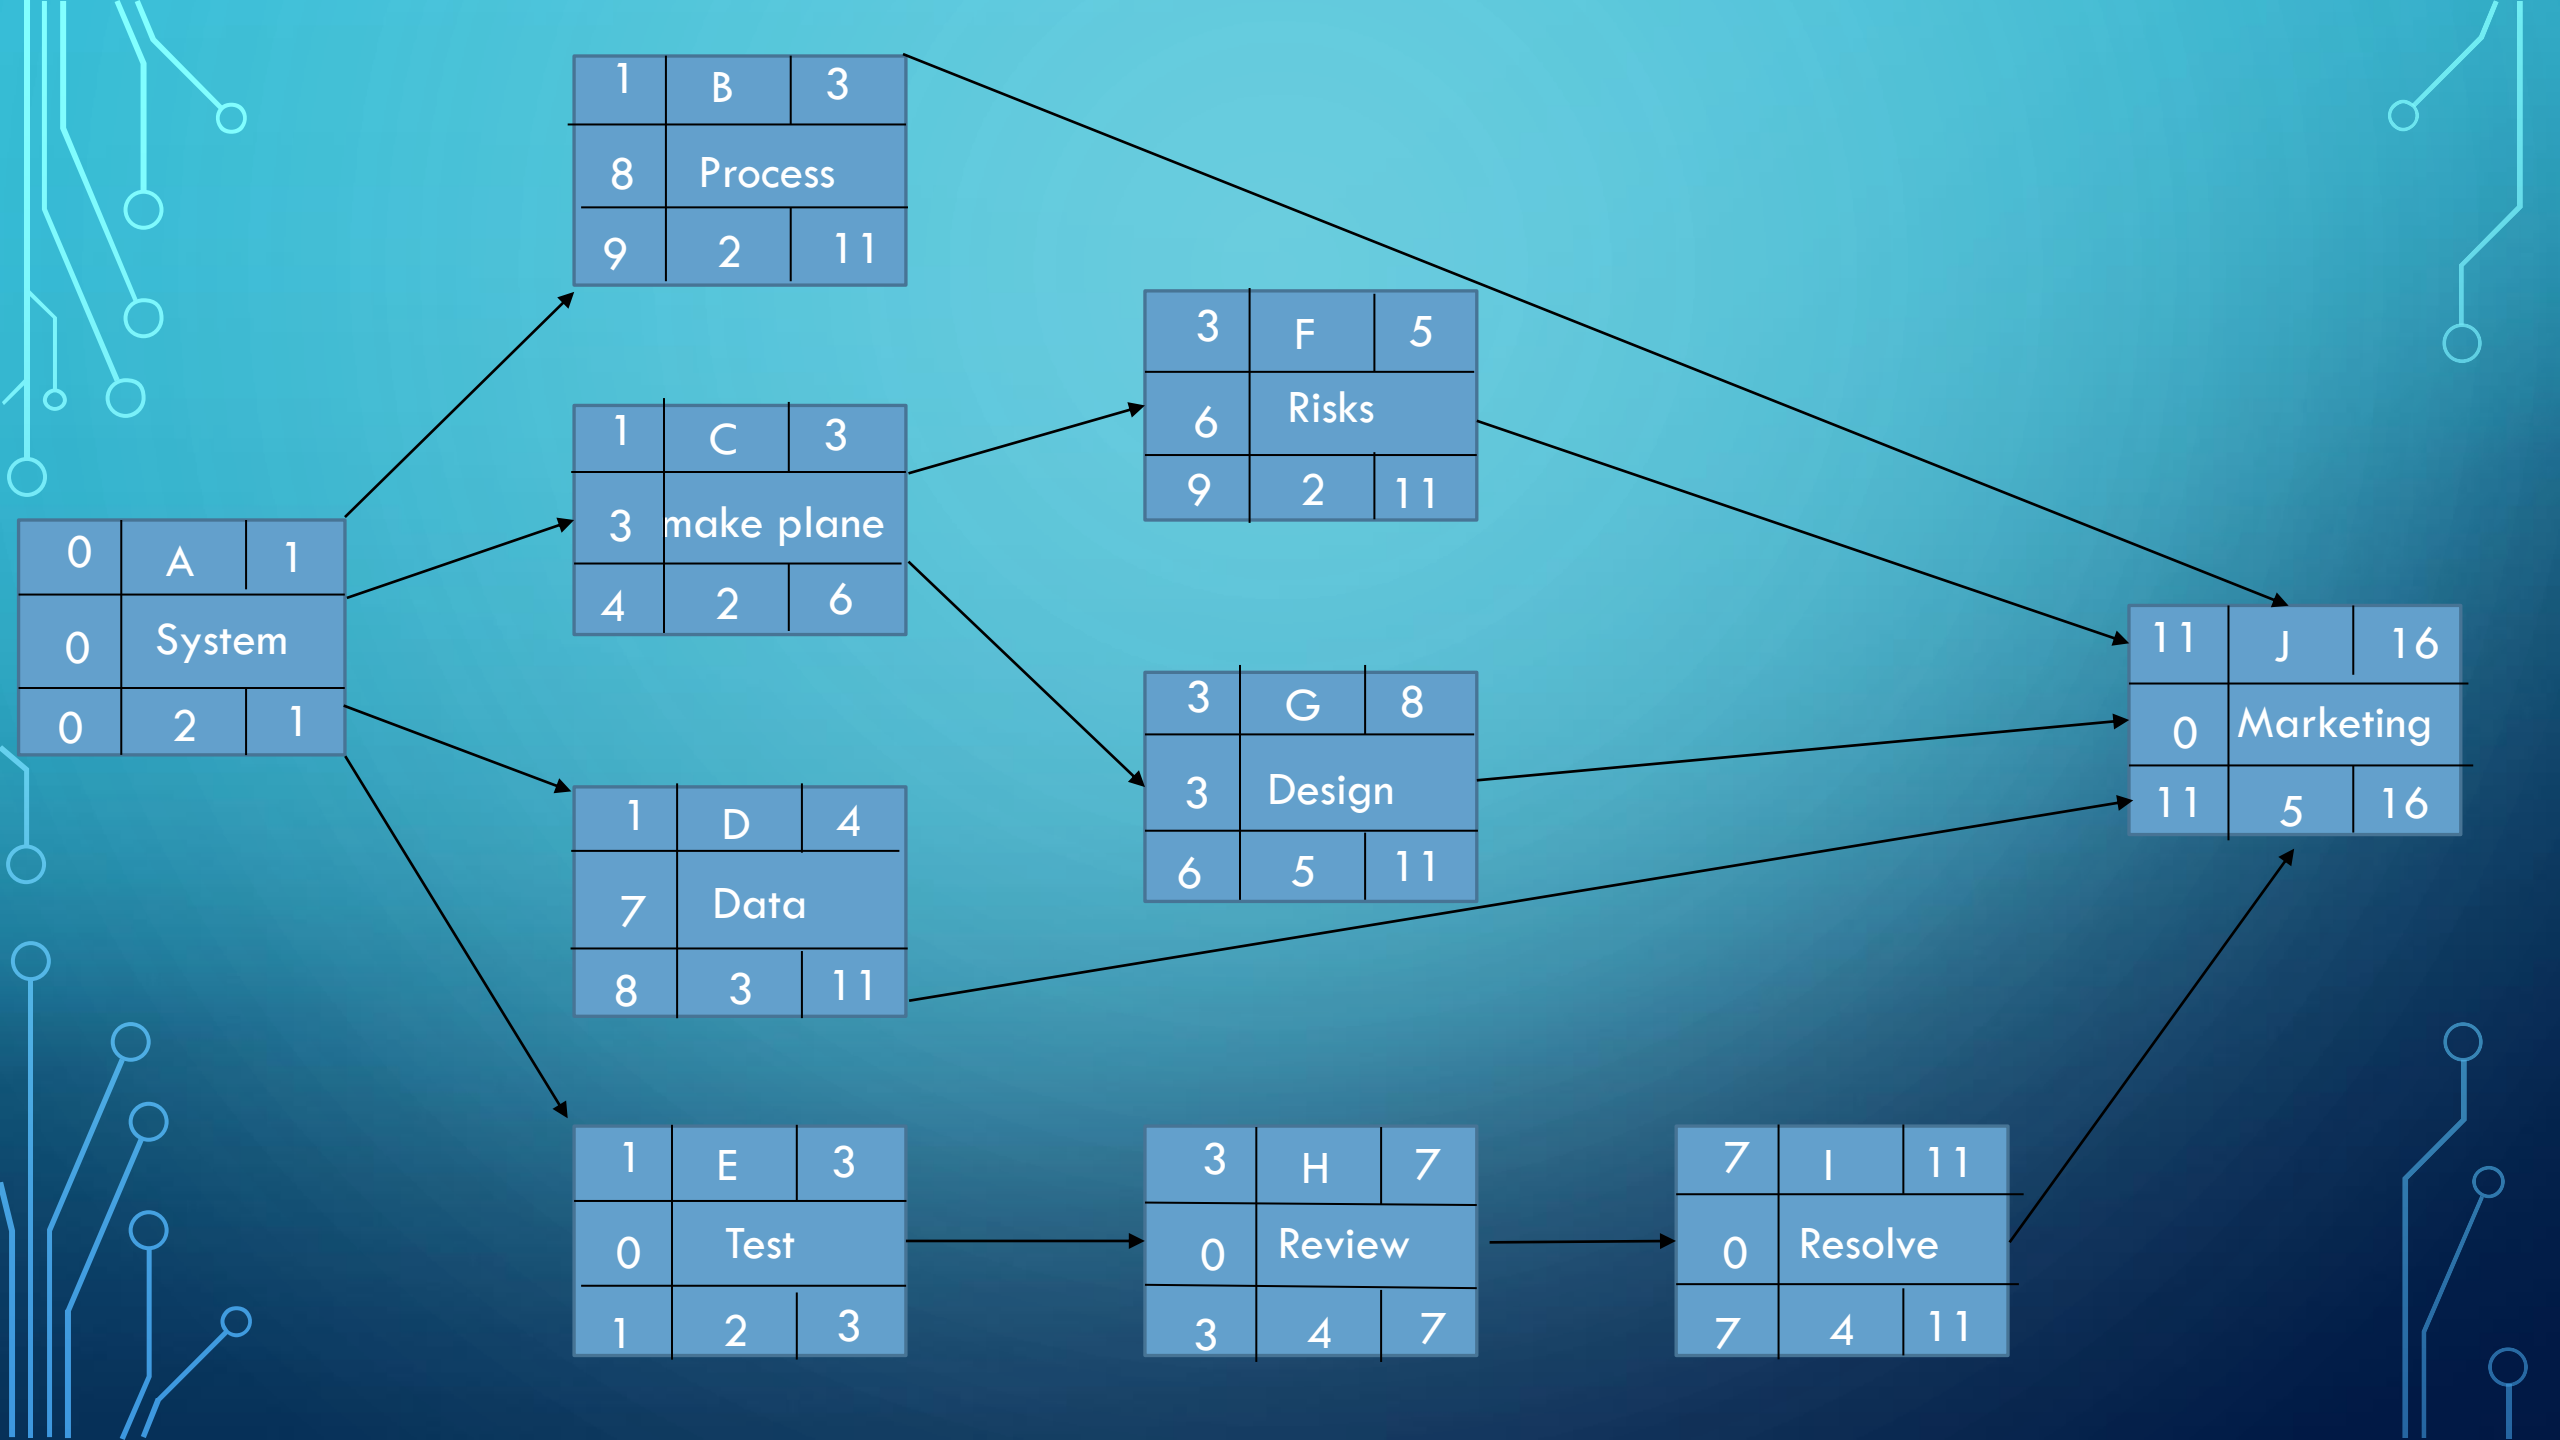 1 B 3
8 Process
9 2 11
3 F 5
6 Risks
9 2 11
1 C 3
3 make plane
4 2 6
0 A 1
0 System
0 2 1
11 J 16
0 Marketing
11 5 16
3 G 8
3 Design
6 5 11
1 D 4
7 Data
8 3 11
1 E 3
0 Test
1 2 3
3 H 7
0 Review
3 4 7
7 I 11
0 Resolve
7 4 11